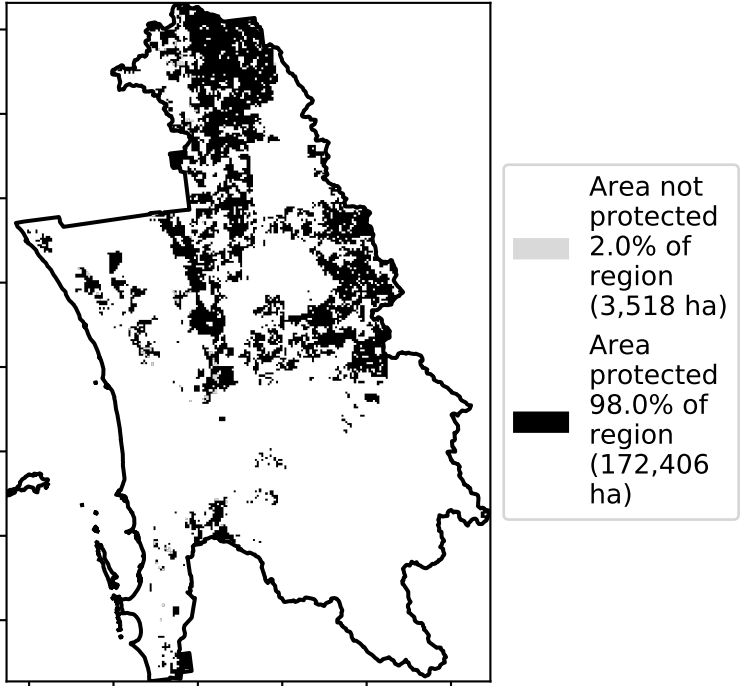 Area not
protected
2.0% of
region
(3,518 ha)
Area
protected
98.0% of
region
(172,406
ha)